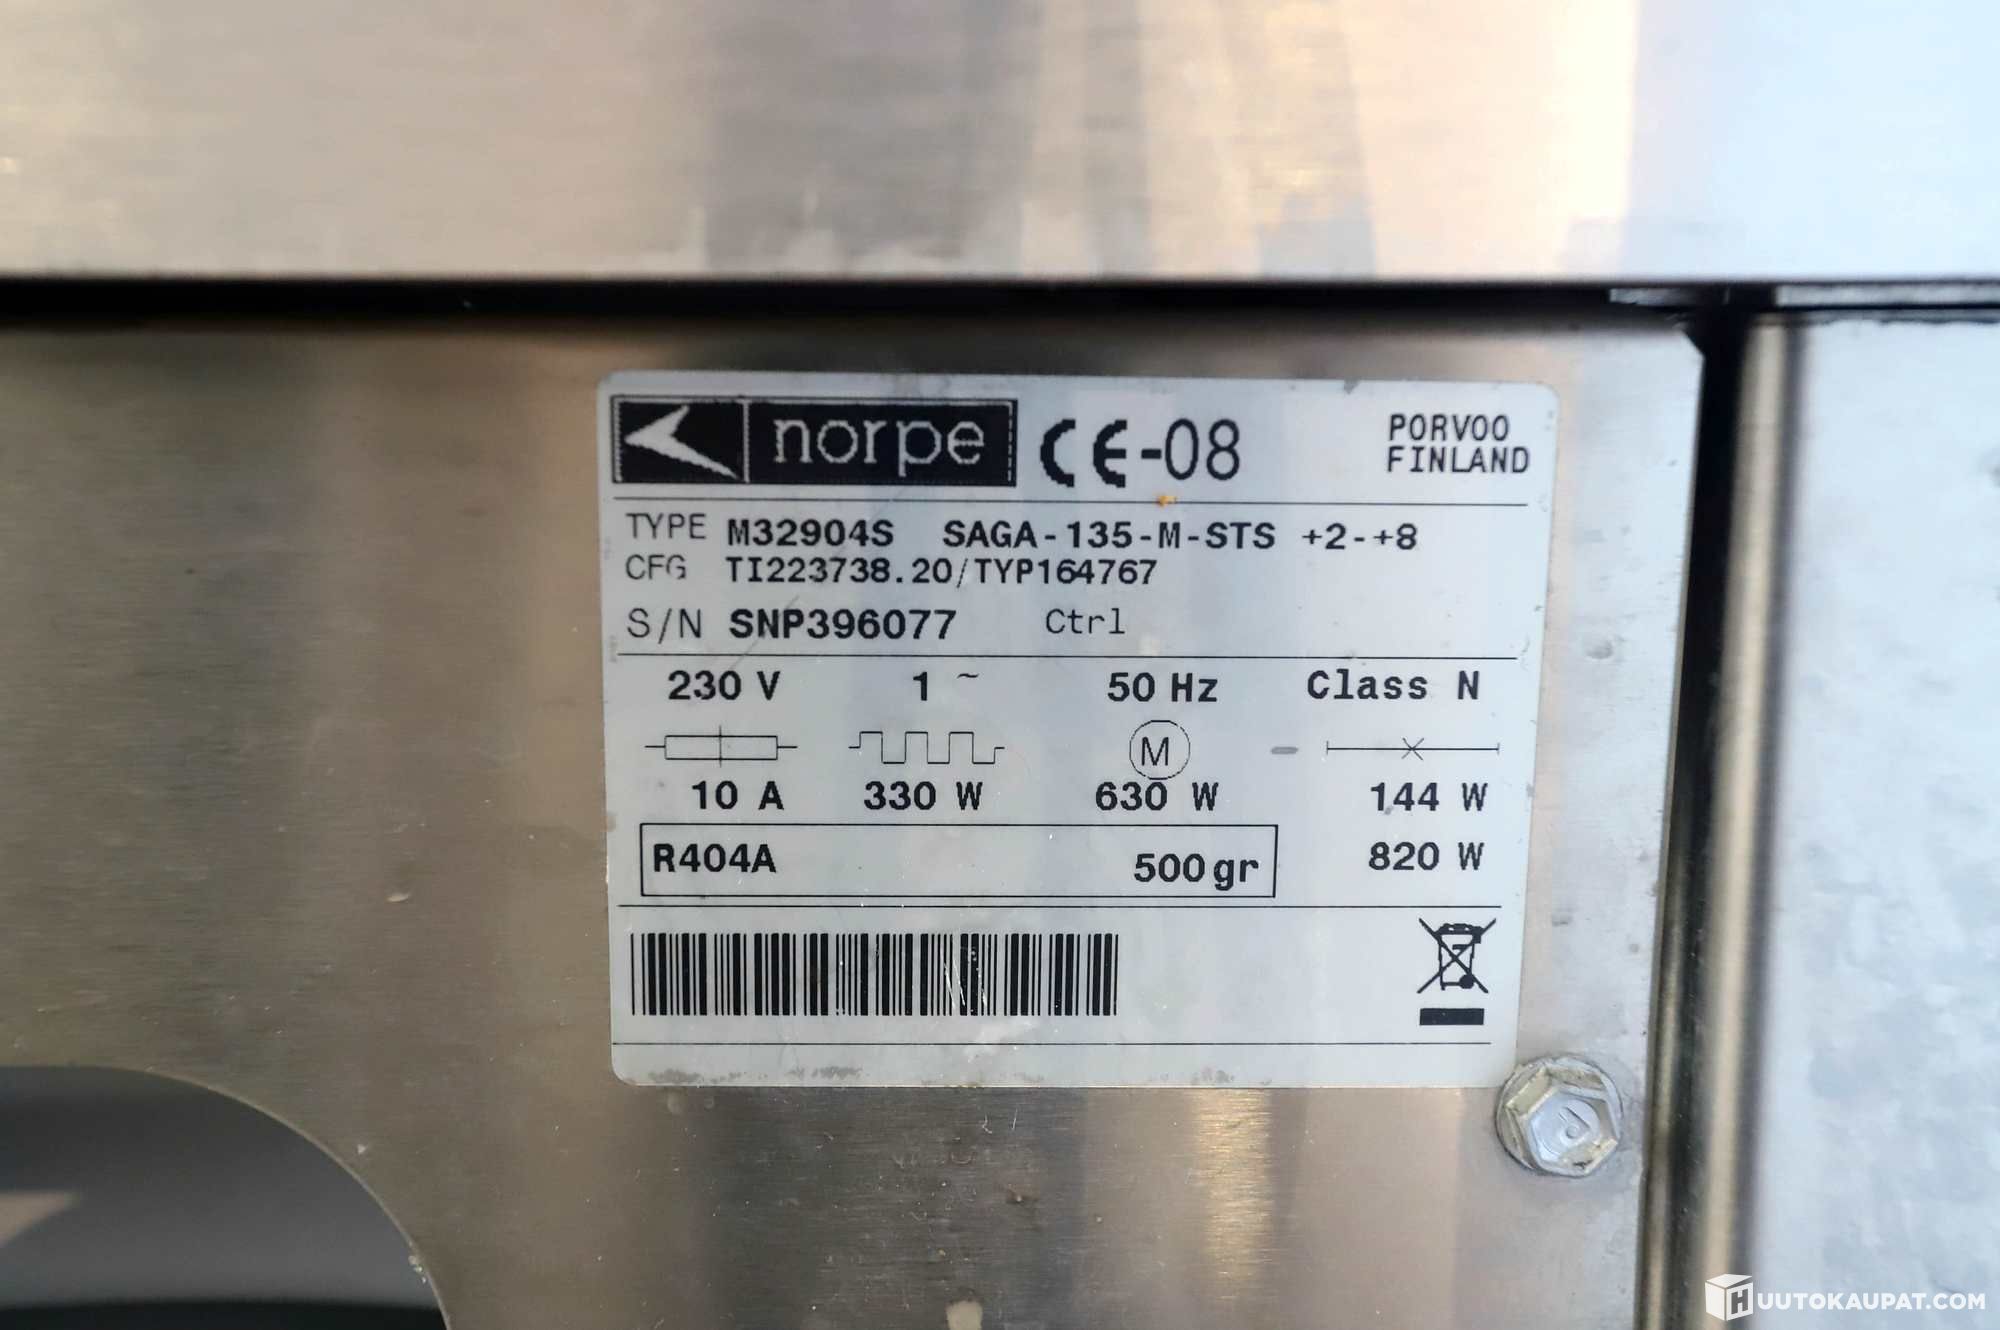 norpe CE-08 PORVOO
FINLAND
TYPE M32904S SAGA-135-M-STS +2-+8
CFG TI223738.20/TYP164767
S/N SNP396077 Ctrl
230 V 1 ~ 50 Hz Class N
M
10 A 330 W 630 W 144 W
R404A 500gr 820 W
HUUTOKAUPAT.COM